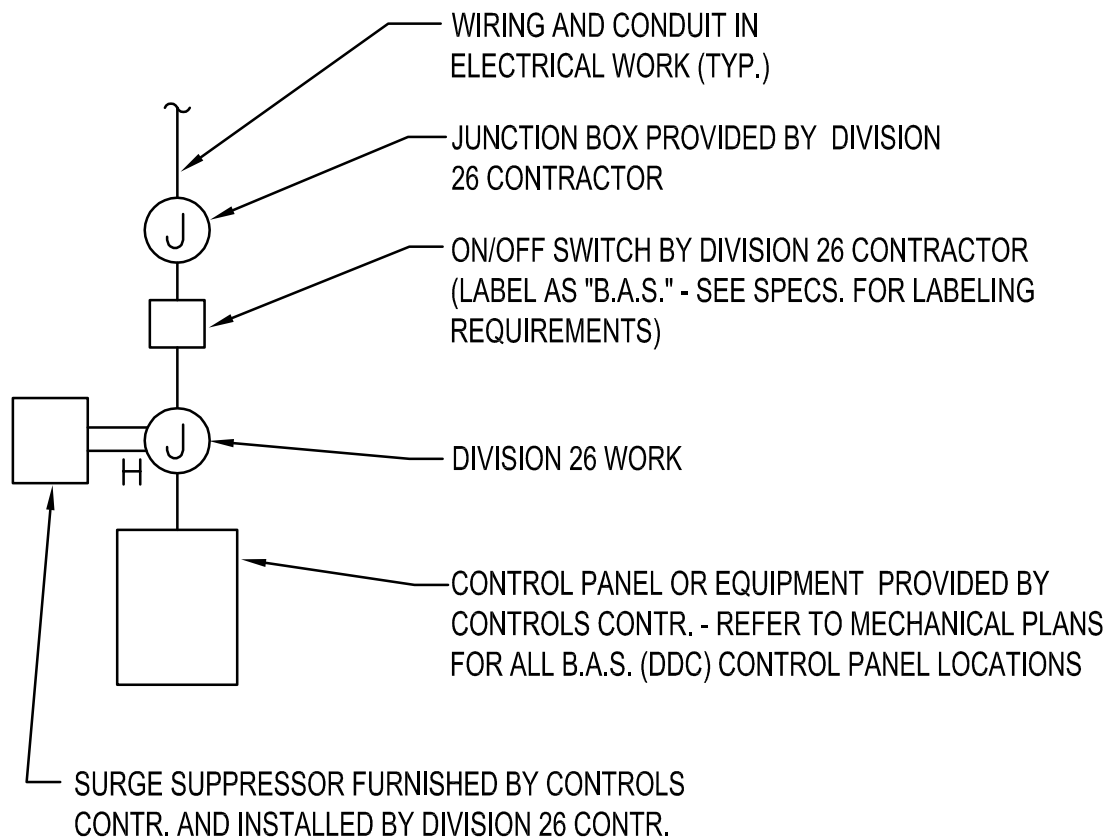 WIRING AND CONDUIT IN
ELECTRICAL WORK (TYP.)
JUNCTION BOX PROVIDED BY DIVISION
26 CONTRACTOR
J
ON/OFF SWITCH BY DIVISION 26 CONTRACTOR
(LABEL AS "B.A.S." - SEE SPECS. FOR LABELING
REQUIREMENTS)
J
H
DIVISION 26 WORK
CONTROL PANEL OR EQUIPMENT PROVIDED BY
CONTROLS CONTR. - REFER TO MECHANICAL PLANS
FOR ALL B.A.S. (DDC) CONTROL PANEL LOCATIONS
SURGE SUPPRESSOR FURNISHED BY CONTROLS
CONTR. AND INSTALLED BY DIVISION 26 CONTR.